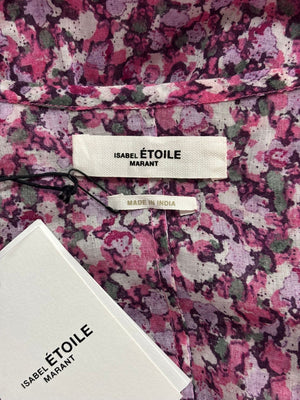 ISABEL ÉTOILE
MARANT
MADE IN INDIA
ISABEL ÉTOILE
MARANT